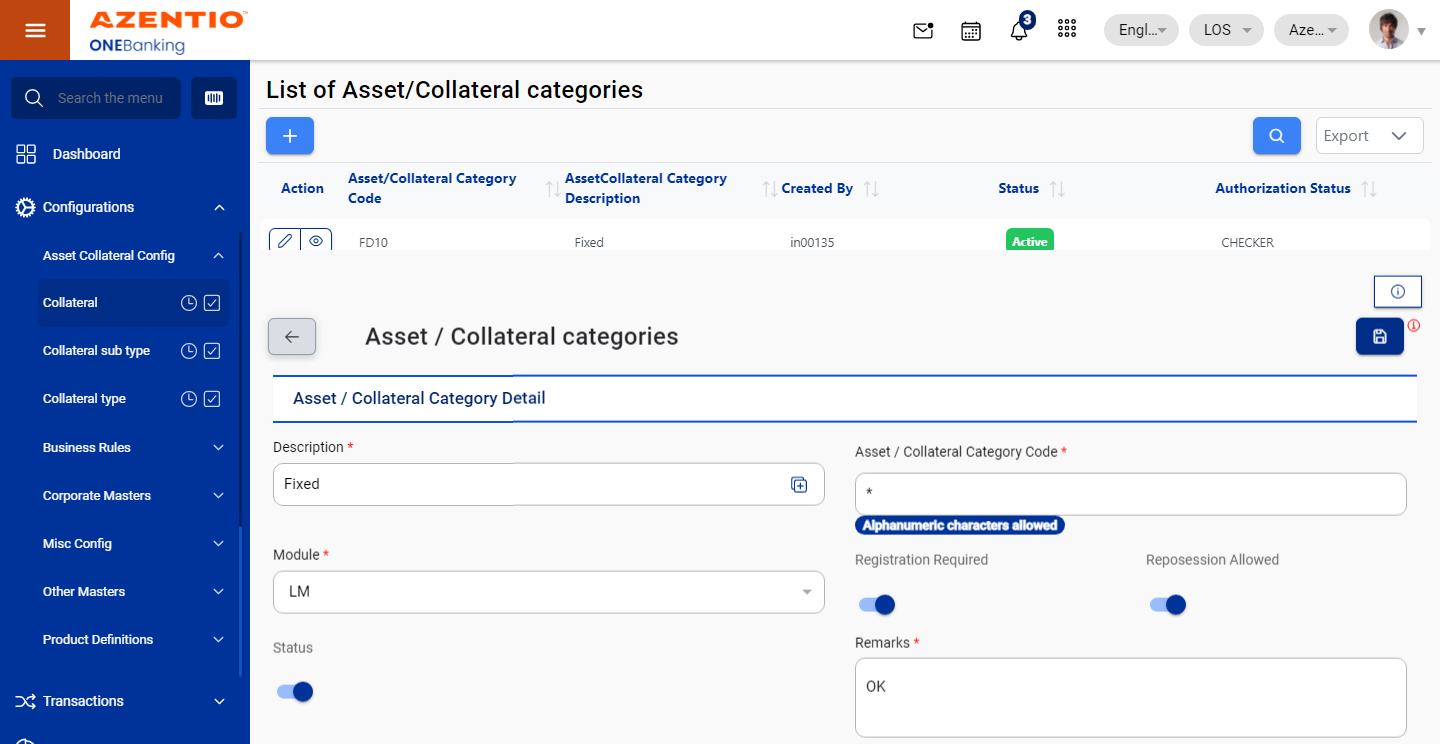 AZENTIO™
ONEBanking
3
Engl...
LOS
Aze...
Search the menu
Dashboard
Configurations
Asset Collateral Config
Collateral
Collateral sub type
Collateral type
Business Rules
Corporate Masters
Misc Config
Other Masters
Product Definitions
Transactions
List of Asset/Collateral categories
Export
Action
Asset/Collateral Category
Code
AssetCollateral Category
Description
Created By
Status
Authorization Status
FD10
Fixed
in00135
Active
CHECKER
Asset / Collateral categories
Asset / Collateral Category Detail
Description *
Fixed
Asset / Collateral Category Code *
*
Alphanumeric characters allowed
Module *
LM
Registration Required
Reposession Allowed
Status
Remarks *
OK